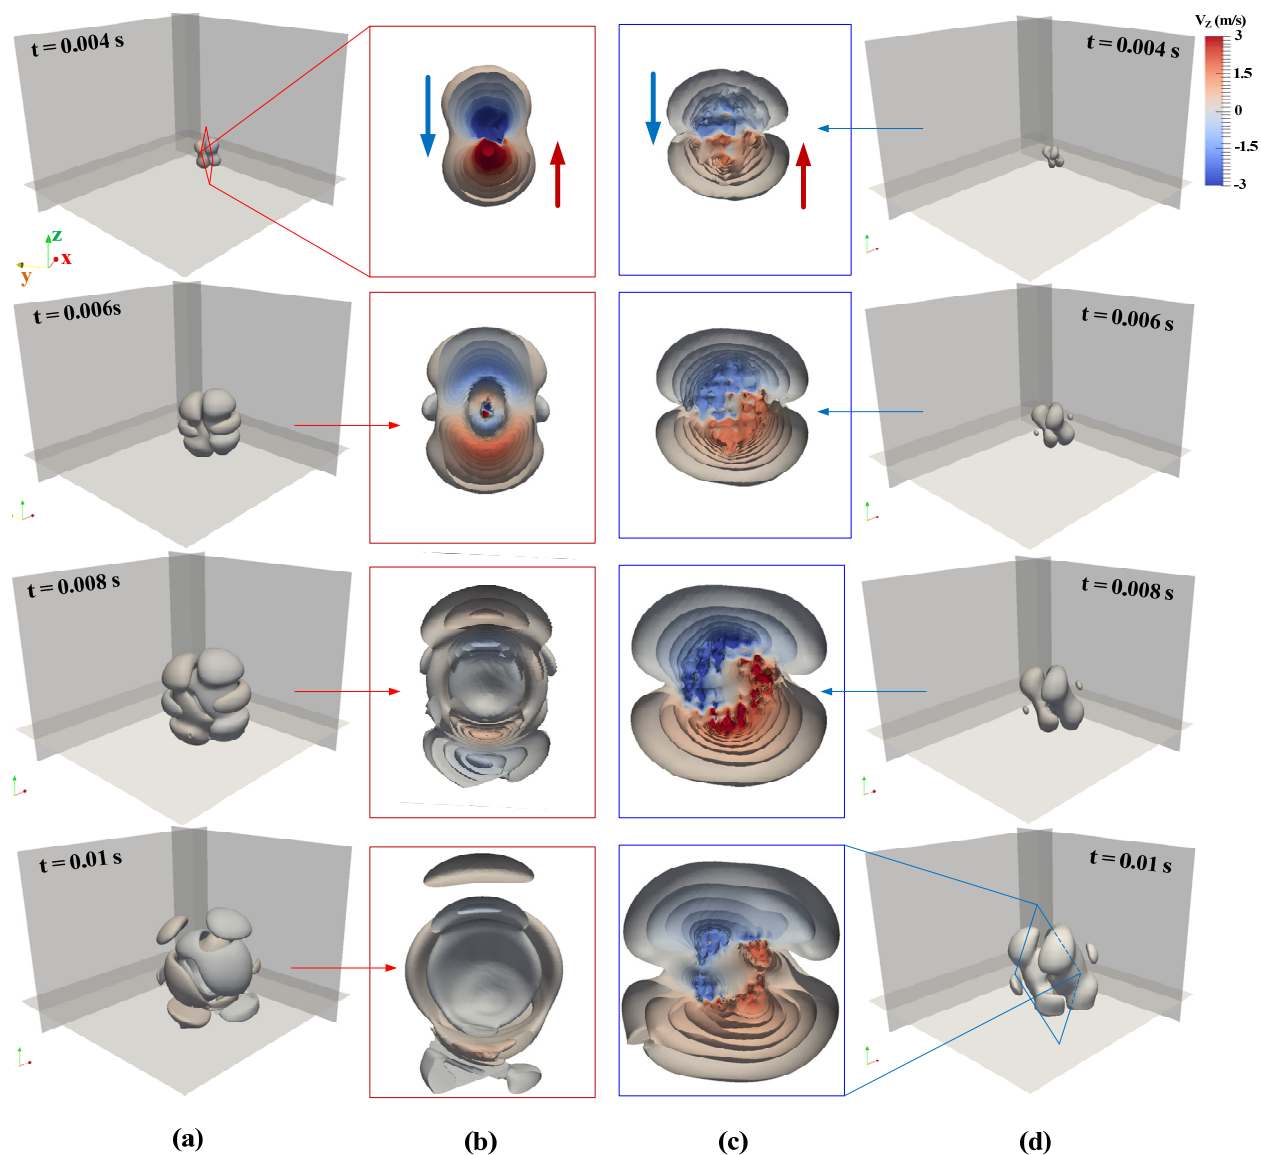 t = 0.004 s
t = 0.004 s
Vz (m/s)
3
1.5
0
-1.5
-3
z
x
y
t = 0.006s
t = 0.006 s
t = 0.008 s
t = 0.008 s
t = 0.01 s
t = 0.01 s
(a)
(b)
(c)
(d)